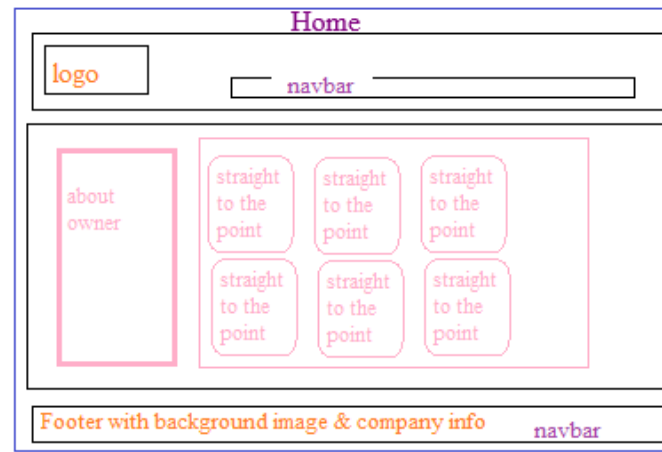 Home
logo
navbar
about
owner
straight
to the
point
straight
to the
point
straight
to the
point
straight
to the
point
straight
to the
point
straight
to the
point
Footer with background image & company info
navbar